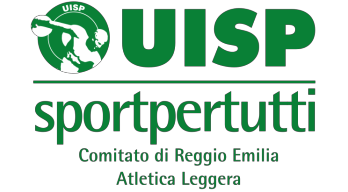 UISP
UISP
sportpertutti
Comitato di Reggio Emilia
Atletica Leggera